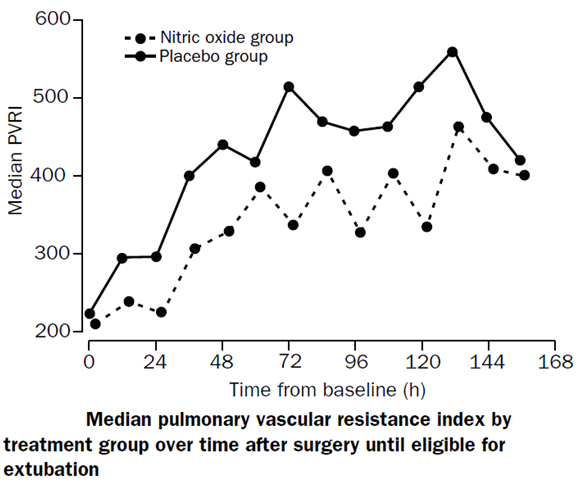 600
Nitric oxide group
Placebo group
500
Median PVRI
400
300
200
0 24 48 72 96 120 144 168
Time from baseline (h)
Median pulmonary vascular resistance index by
treatment group over time after surgery until eligible for
extubation